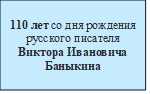 110 лет со дня рождения
русского писателя
Виктора Ивановича
Баныкина